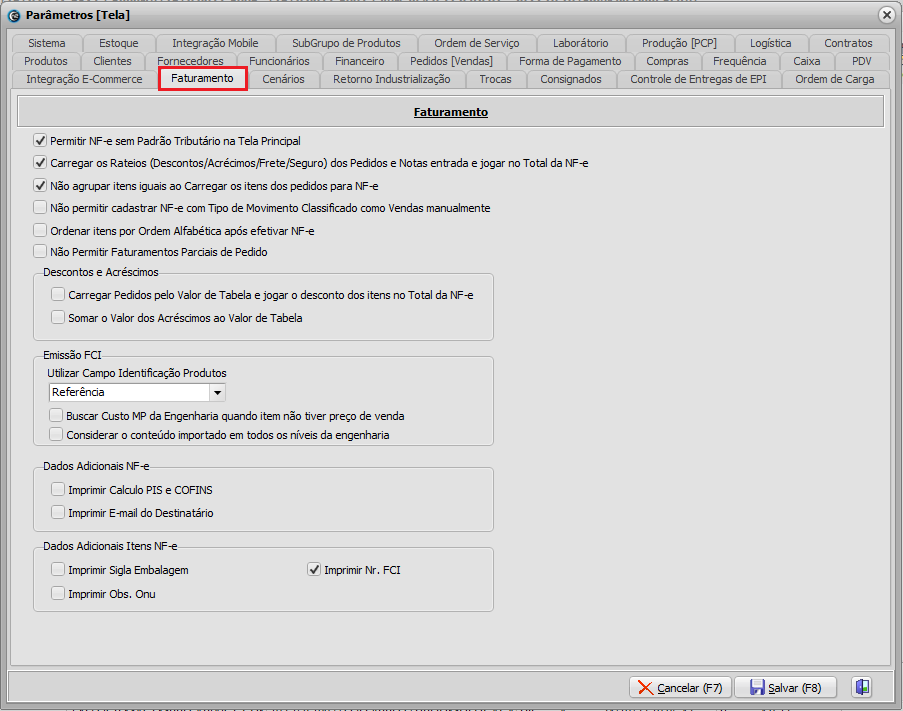 Parâmetros [Tela]
Sistema Estoque Integração Mobile SubGrupo de Produtos Ordem de Serviço Laboratório Produção [PCP] Logística Contratos
Produtos Clientes Fornecedores Funcionários Financeiro Pedidos [Vendas] Forma de Pagamento Compras Frequência Caixa PDV
Integração E-Commerce Faturamento Cenários Retorno Industrialização Trocas Consignados Controle de Entregas de EPI Ordem de Carga
Faturamento
Permitir NF-e sem Padrão Tributário na Tela Principal
Carregar os Rateios (Descontos/Acrécimos/Frete/Seguro) dos Pedidos e Notas entrada e jogar no Total da NF-e
Não agrupar itens iguais ao Carregar os itens dos pedidos para NF-e
Não permitir cadastrar NF-e com Tipo de Movimento Classificado como Vendas manualmente
Ordenar itens por Ordem Alfabética após efetivar NF-e
Não Permitir Faturamentos Parciais de Pedido
Descontos e Acréscimos
Carregar Pedidos pelo Valor de Tabela e jogar o desconto dos itens no Total da NF-e
Somar o Valor dos Acréscimos ao Valor de Tabela
Emissão FCI
Utilizar Campo Identificação Produtos
Referência
Buscar Custo MP da Engenharia quando item não tiver preço de venda
Considerar o conteúdo importado em todos os níveis da engenharia
Dados Adicionais NF-e
Imprimir Calculo PIS e COFINS
Imprimir E-mail do Destinatário
Dados Adicionais Itens NF-e
Imprimir Sigla Embalagem Imprimir Nr. FCI
Imprimir Obs. Onu
Cancelar (F7) Salvar (F8)